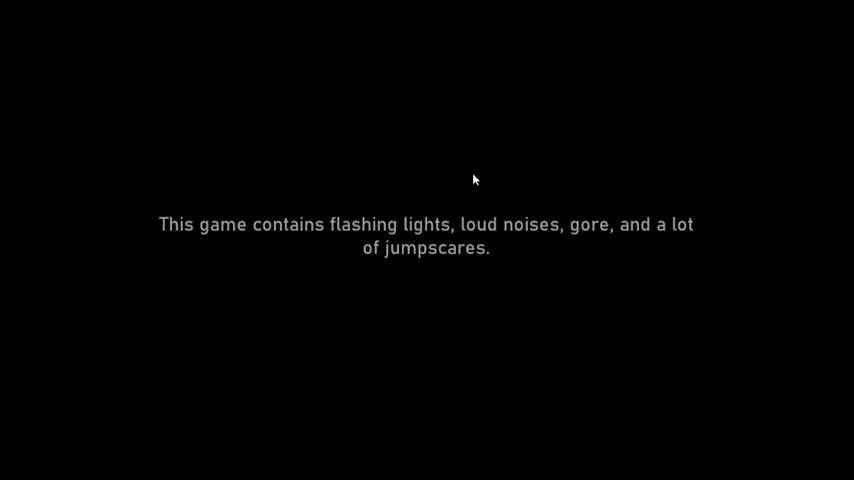 This game contains flashing lights, loud noises, gore, and a lot
of jumpscares.